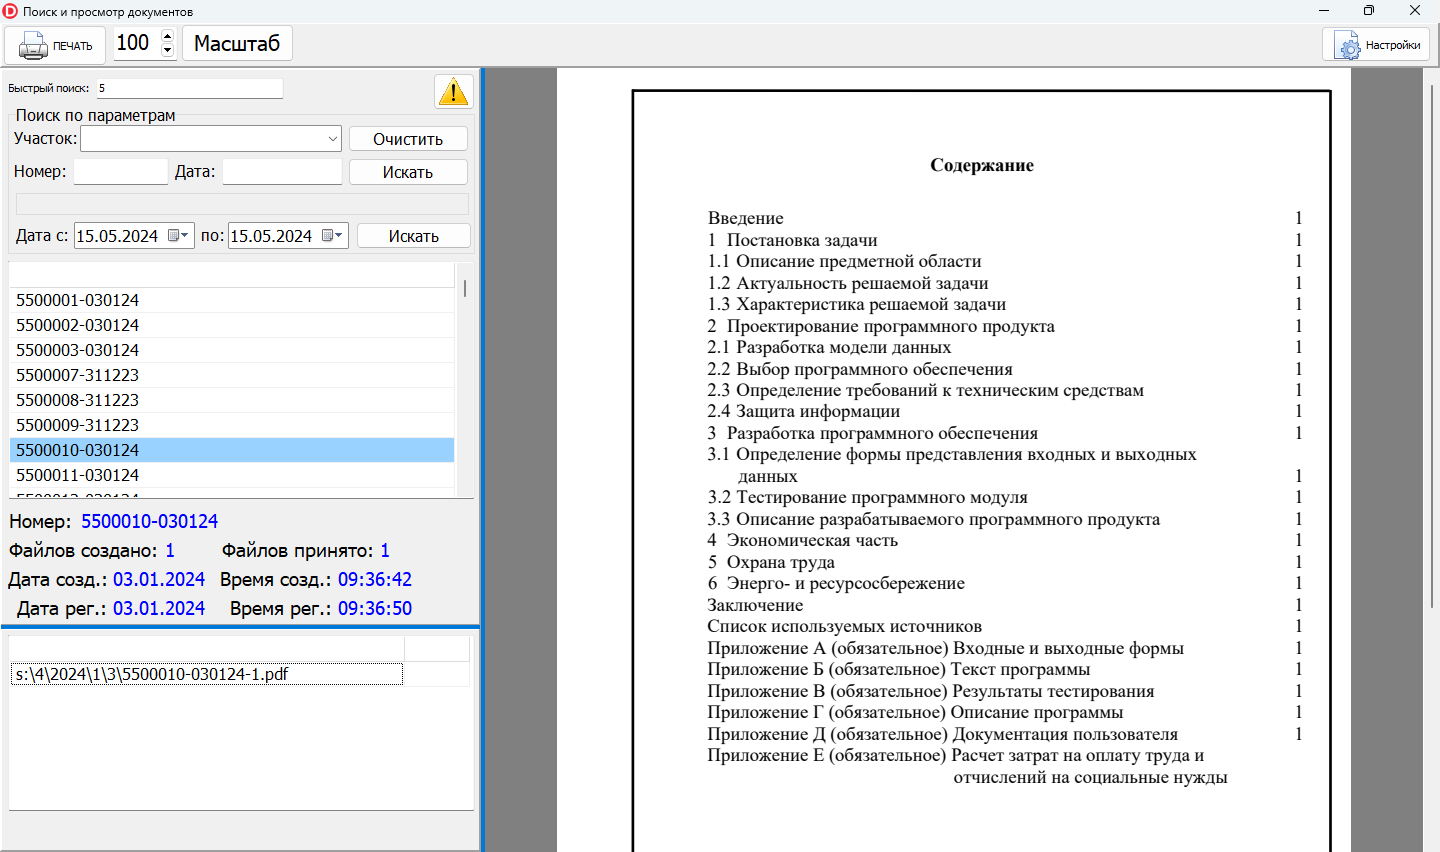 Поиск и просмотр документов
ПЕЧАТЬ
100
Масштаб
Настройки
Быстрый поиск: 5
Поиск по параметрам
Участок:
Очистить
Номер:
Дата:
Искать
Дата с: 15.05.2024 по: 15.05.2024
Искать
5500001-030124
5500002-030124
5500003-030124
5500007-311223
5500008-311223
5500009-311223
5500010-030124
5500011-030124
Номер: 5500010-030124
Файлов создано: 1 Файлов принято: 1
Дата созд.: 03.01.2024 Время созд.: 09:36:42
Дата рег.: 03.01.2024 Время рег.: 09:36:50
s:\4\2024\1\3\5500010-030124-1.pdf
Содержание
Введение 1
1 Постановка задачи 1
1.1 Описание предметной области 1
1.2 Актуальность решаемой задачи 1
1.3 Характеристика решаемой задачи 1
2 Проектирование программного продукта 1
2.1 Разработка модели данных 1
2.2 Выбор программного обеспечения 1
2.3 Определение требований к техническим средствам 1
2.4 Защита информации 1
3 Разработка программного обеспечения 1
3.1 Определение формы представления входных и выходных
данных 1
3.2 Тестирование программного модуля 1
3.3 Описание разрабатываемого программного продукта 1
4 Экономическая часть 1
5 Охрана труда 1
6 Энерго- и ресурсосбережение 1
Заключение 1
Список используемых источников 1
Приложение А (обязательное) Входные и выходные формы 1
Приложение Б (обязательное) Текст программы 1
Приложение В (обязательное) Результаты тестирования 1
Приложение Г (обязательное) Описание программы 1
Приложение Д (обязательное) Документация пользователя 1
Приложение Е (обязательное) Расчет затрат на оплату труда и
отчислений на социальные нужды